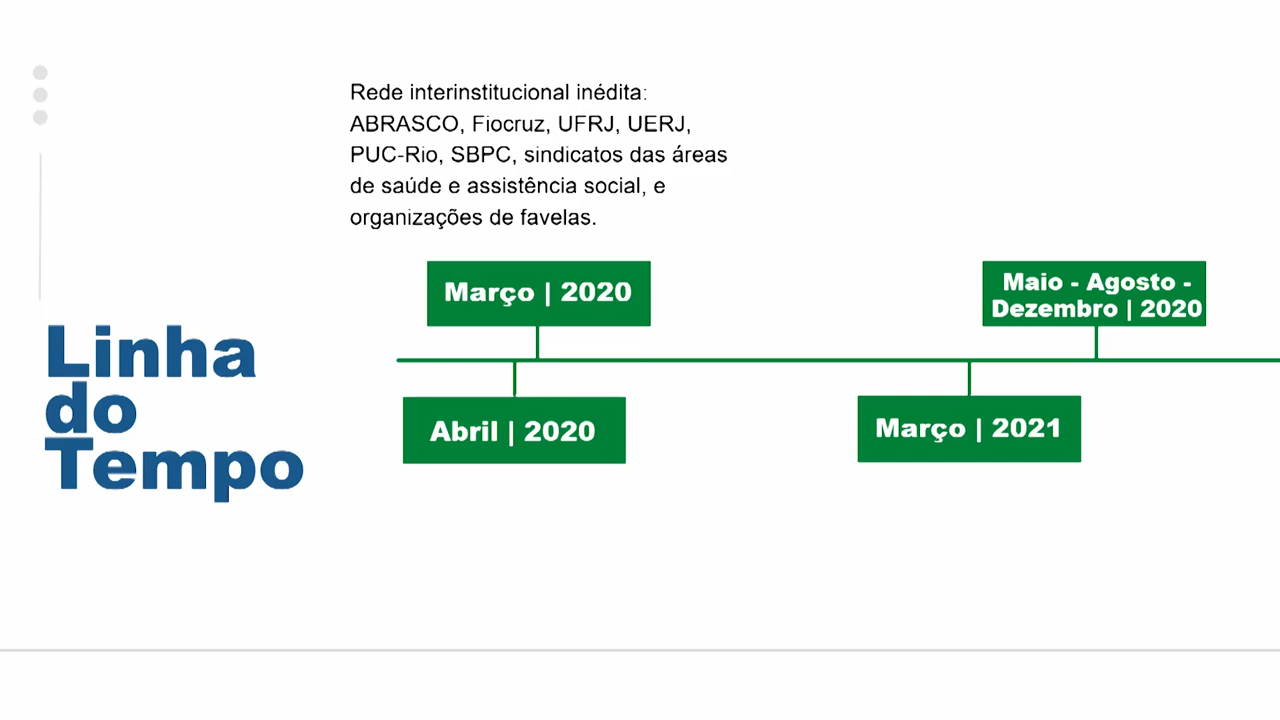 Rede interinstitucional inédita:
ABRASCO, Fiocruz, UFRJ, UERJ,
PUC-Rio, SBPC, sindicatos das áreas
de saúde e assistência social, e
organizações de favelas.
Março | 2020
Maio - Agosto -
Dezembro | 2020
Linha
do
Tempo
Abril | 2020
Março | 2021